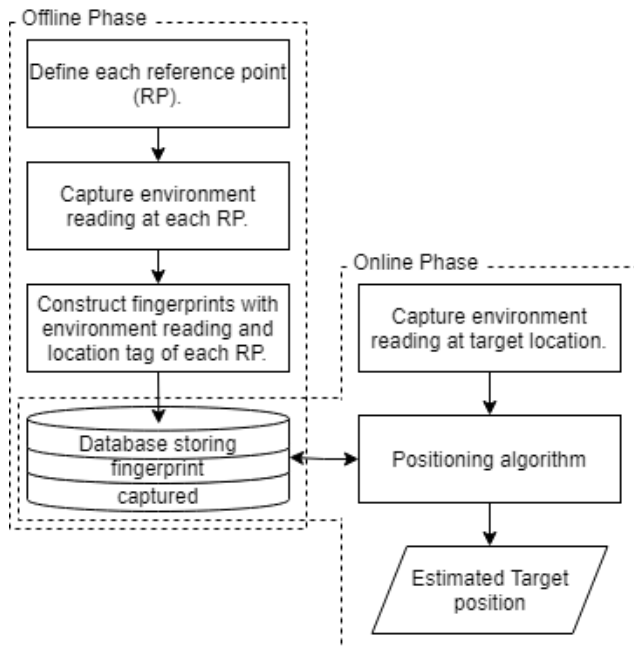 Offline Phase
Define each reference point
(RP).
Capture environment
reading at each RP.
Construct fingerprints with
environment reading and
location tag of each RP.
Database storing
fingerprint
captured
Online Phase
Capture environment
reading at target location.
Positioning algorithm
Estimated Target
position